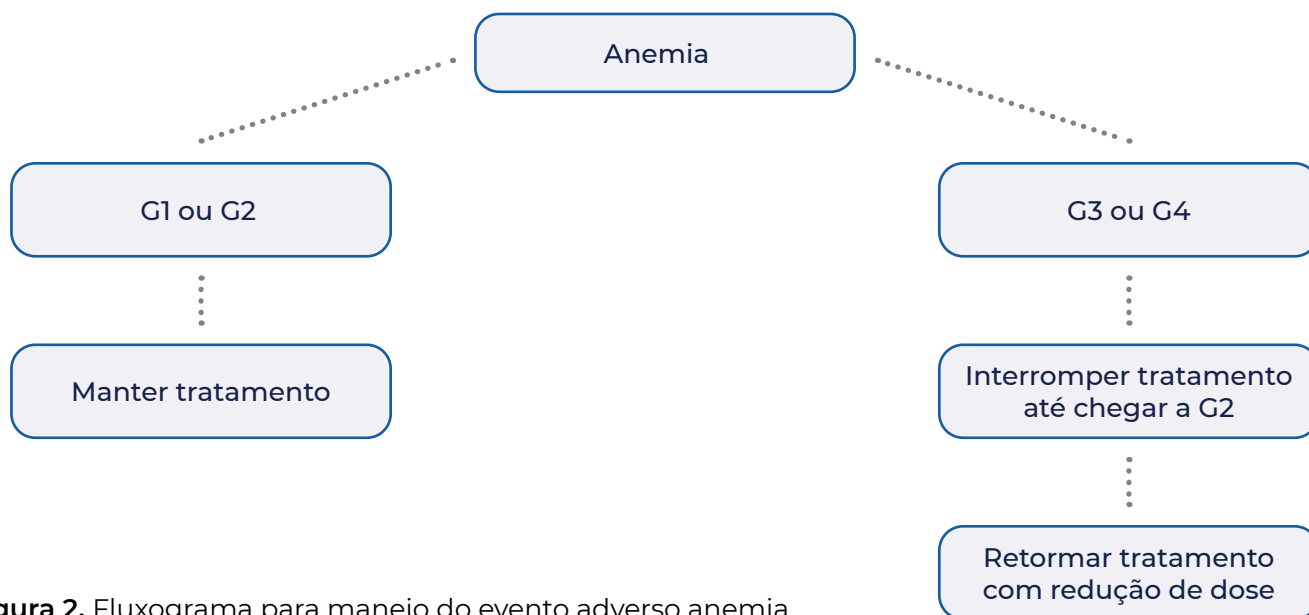 Anemia
G1 ou G2
G3 ou G4
Manter tratamento
Interromper tratamento
até chegar a G2
Retormar tratamento
com redução de dose
gura 2. Fluxograma para manejo do evento adverso anemia